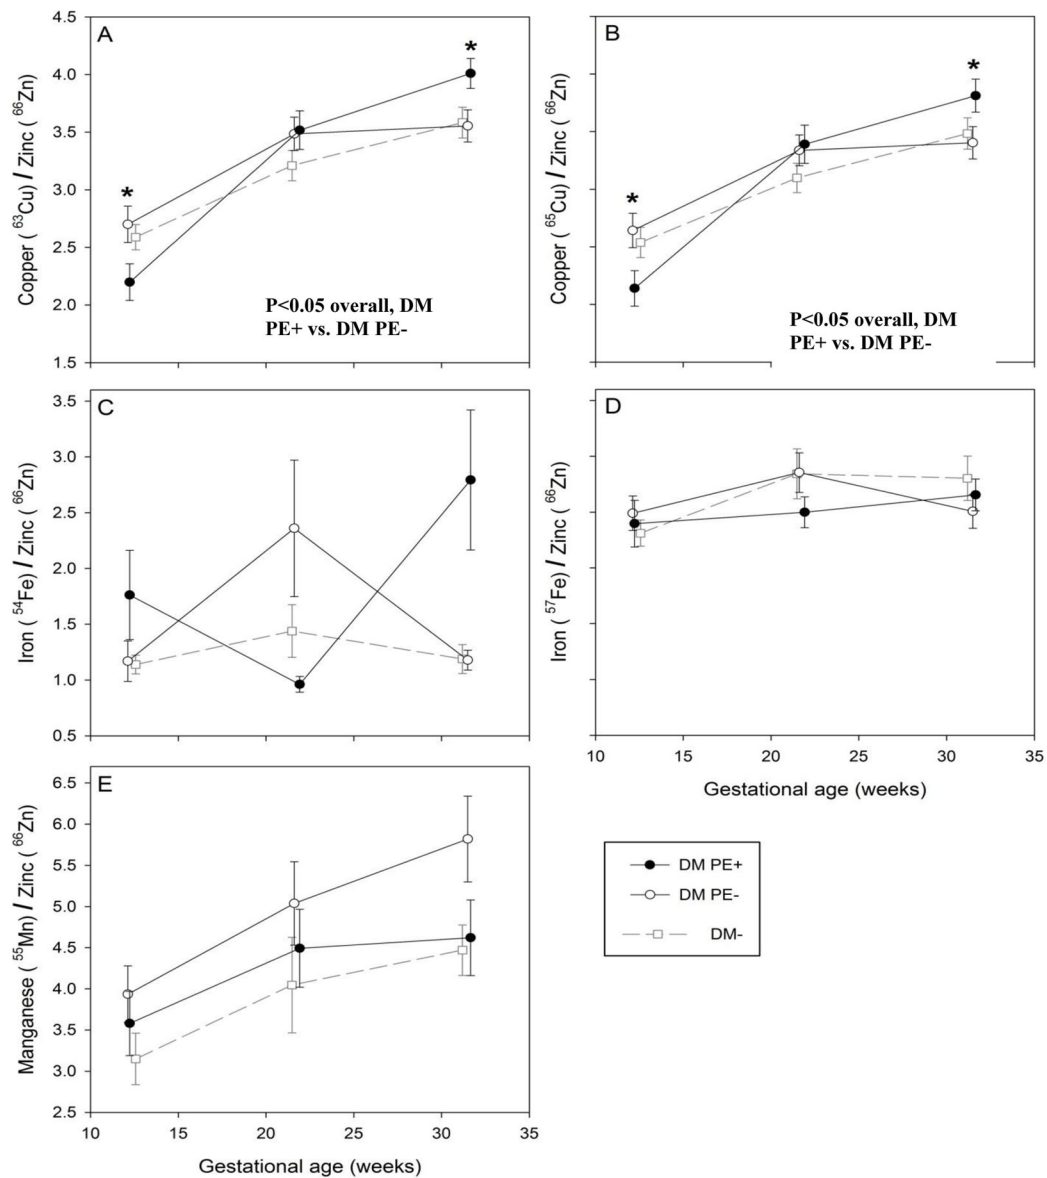 A
Copper ( ⁶³Cu) / Zinc ( ⁶⁶Zn)
4.5
4.0
3.5
3.0
2.5
2.0
1.5
*
*
P<0.05 overall, DM
PE+ vs. DM PE-
B
Copper ( ⁶⁵Cu) / Zinc ( ⁶⁶Zn)
*
*
P<0.05 overall, DM
PE+ vs. DM PE-
C
Iron ( ⁵⁴Fe) / Zinc ( ⁶⁶Zn)
3.5
3.0
2.5
2.0
1.5
1.0
0.5
D
Iron ( ⁵⁷Fe) / Zinc ( ⁶⁶Zn)
10 15 20 25 30 35
Gestational age (weeks)
E
Manganese ( ⁵⁵Mn) / Zinc ( ⁶⁶Zn)
6.5
6.0
5.5
5.0
4.5
4.0
3.5
3.0
2.5
10 15 20 25 30 35
Gestational age (weeks)
DM PE+
DM PE-
DM-